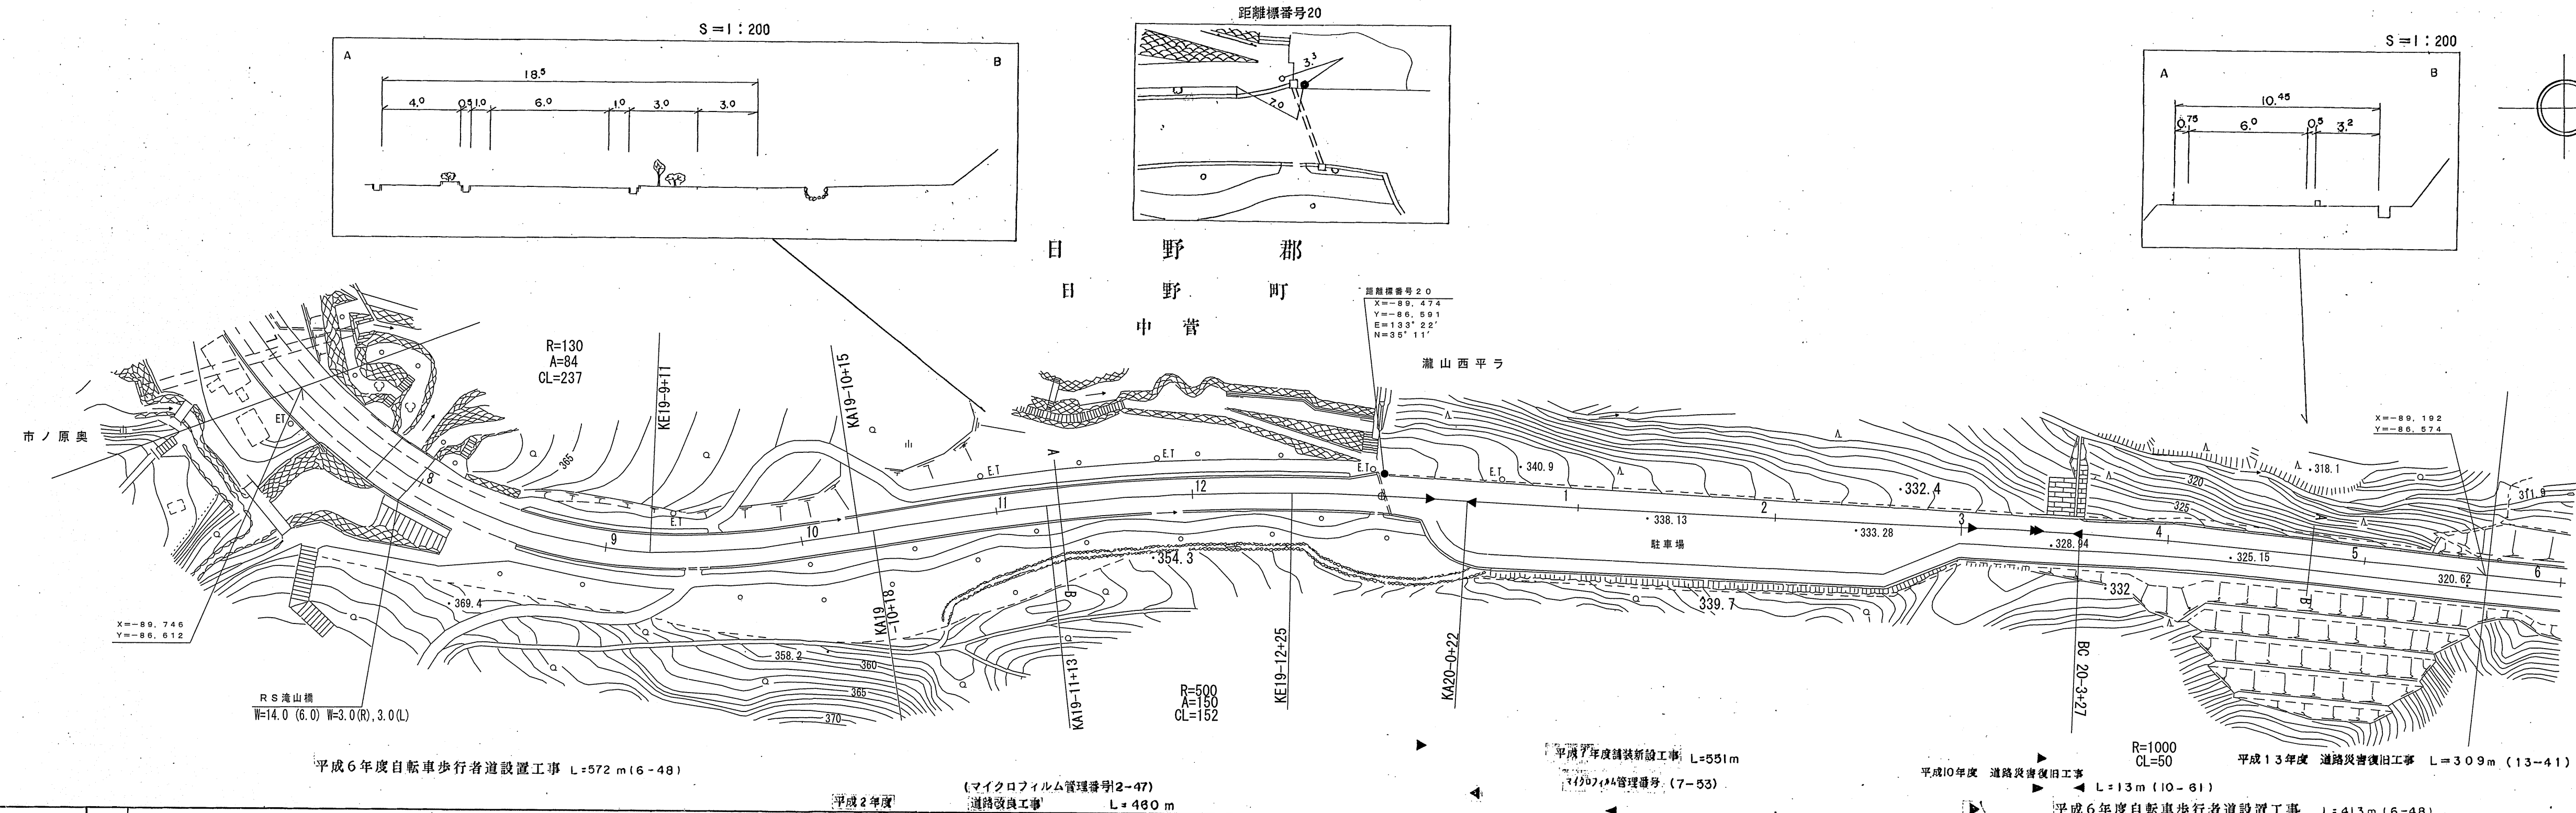 距離標番号20
S=1:200
A
B
18.5
4.0 0.5 1.0 6.0 1.0 3.0 3.0
3.3
2.0
S=1:200
A
B
10.45
0.75 6.0 0.5 3.2
日野郡
日野町
中菅
距離標番号20
X=-89,474
Y=-86,591
E=133°22′
N=35°11′
瀧山西平ラ
R=130
A=84
CL=237
KE19-9+11
KA19-10+15
X=-89,192
Y=-86,574
市ノ原奥
E.T
365
A
E.T
E.T
E.T
E.T
E.T
340.9
332.4
318.1
320
325
311.9
8
9
10
11
12
1
2
3
4
5
6
338.13
333.28
駐車場
328.94
325.15
320.62
A
B
354.3
369.4
358.2
360
365
370
339.7
332
B
X=-89,746
Y=-86,612
RS滝山橋
W=14.0 (6.0) W=3.0(R),3.0(L)
KA19-10+18
KA19-11+13
R=500
A=150
CL=152
KE19-12+25
KA20-0+22
BC 20-3+27
R=1000
CL=50
平成6年度自転車歩行者道設置工事 L=572m(6-48)
(マイクロフィルム管理番号2-47)
平成2年度 道路改良工事 L=460m
平成7年度舗装新設工事 L=551m
マイクロフィルム管理番号 (7-53)
平成10年度 道路災害復旧工事
L=13m (10-61)
平成13年度 道路災害復旧工事 L=309m (13-41)
平成6年度自転車歩行者道設置工事 L=413m(6-48)